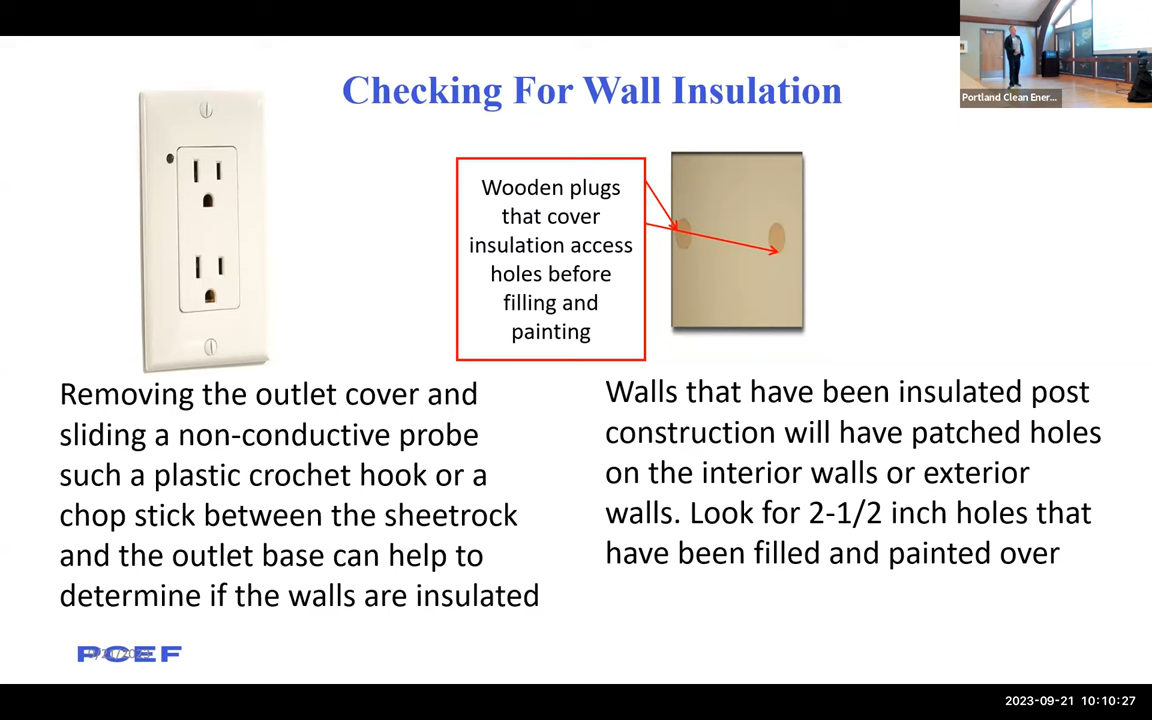 Checking For Wall Insulation
Portland Clean Ener...
Wooden plugs
that cover
insulation access
holes before
filling and
painting
Removing the outlet cover and
sliding a non-conductive probe
such a plastic crochet hook or a
chop stick between the sheetrock
and the outlet base can help to
determine if the walls are insulated
Walls that have been insulated post
construction will have patched holes
on the interior walls or exterior
walls. Look for 2-1/2 inch holes that
have been filled and painted over
PCEF
2023-09-21 10:10:27